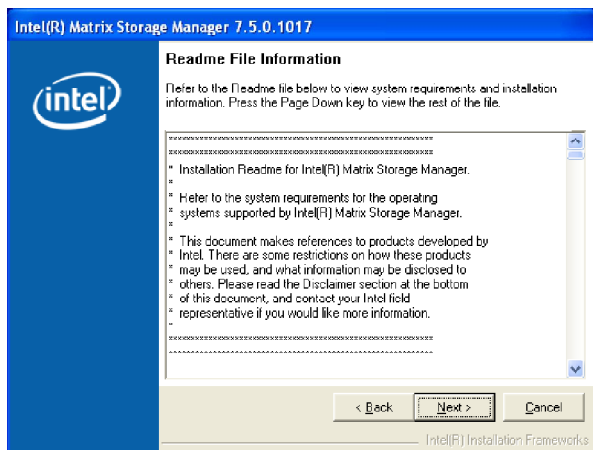 Intel(R) Matrix Storage Manager 7.5.0.1017
Readme File Information
intel
Refer to the Readme file below to view system requirements and installation
information. Press the Page Down key to view the rest of the file.
* Installation Readme for Intel(R) Matrix Storage Manager.
*
* Refer to the system requirements for the operating
* systems supported by Intel(R) Matrix Storage Manager.
*
* This document makes references to products developed by
* Intel. There are some restrictions on how these products
* may be used, and what information may be disclosed to
* others. Please read the Disclaimer section at the bottom
* of this document, and contact your Intel field
* representative if you would like more information.
*
< Back
Next >
Cancel
Intel(R) Installation Frameworks